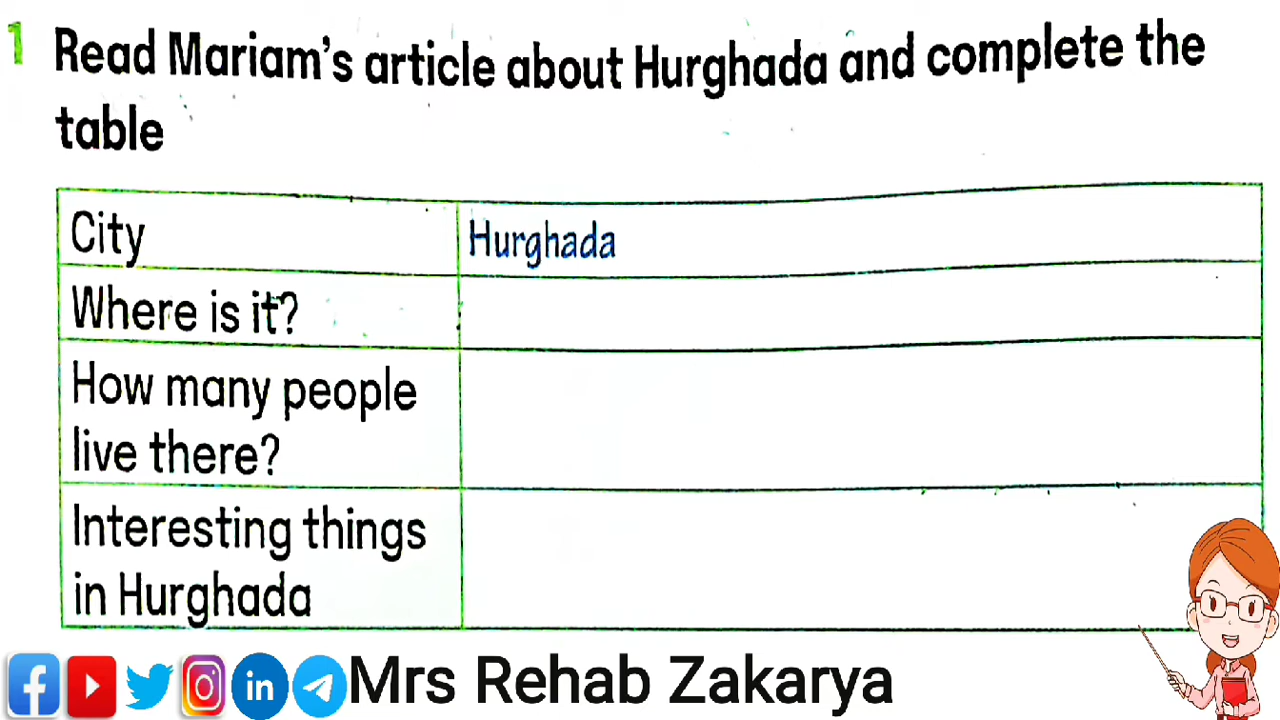 1 Read Mariam's article about Hurghada and complete the
table
City Hurghada
Where is it?
How many people
live there?
Interesting things
in Hurghada
in Mrs Rehab Zakarya